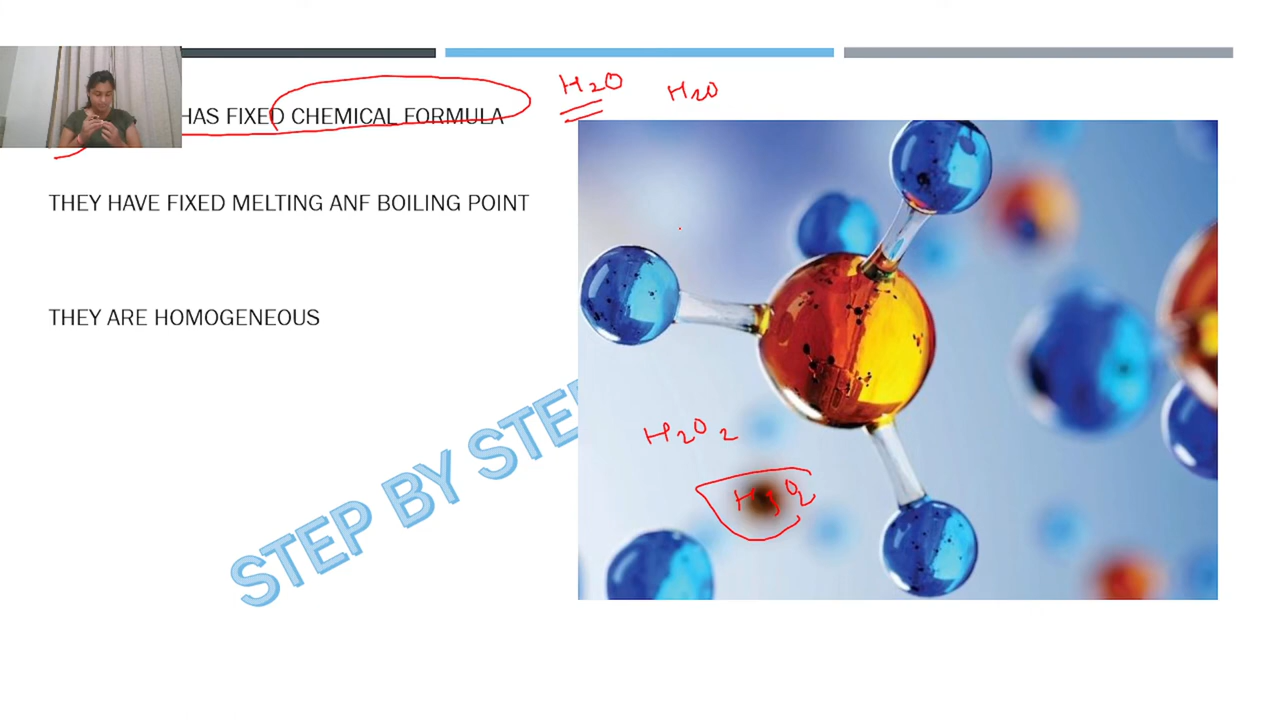 HAS FIXED CHEMICAL FORMULA
H₂O H₂O
THEY HAVE FIXED MELTING ANF BOILING POINT
THEY ARE HOMOGENEOUS
STEP BY STE
H₂O₂